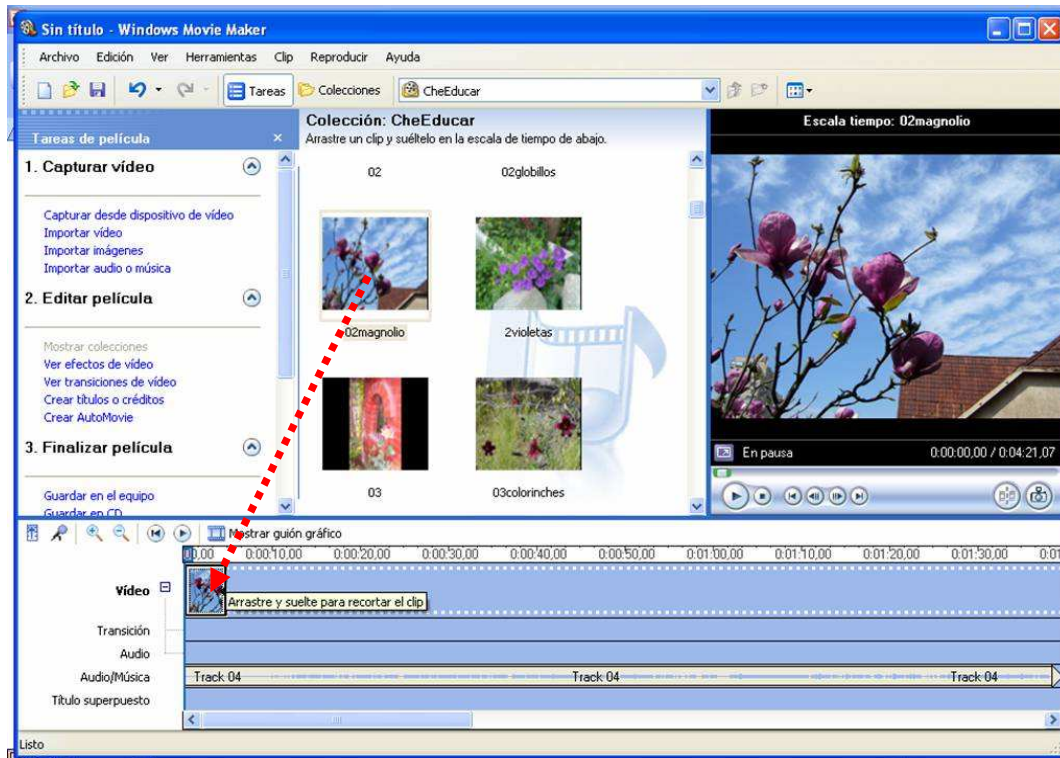 Sin título - Windows Movie Maker
Archivo Edición Ver Herramientas Clip Reproducir Ayuda
Tareas Colecciones CheEducar
Tareas de película
1. Capturar vídeo
Capturar desde dispositivo de vídeo
Importar vídeo
Importar imágenes
Importar audio o música
2. Editar película
Mostrar colecciones
Ver efectos de vídeo
Ver transiciones de vídeo
Crear títulos o créditos
Crear AutoMovie
3. Finalizar película
Guardar en el equipo
Guardar en CD
Colección: CheEducar
Arrastre un clip y suéltelo en la escala de tiempo de abajo.
02 02globillos
02magnolio 2violetas
03 03colorinches
Escala tiempo: 02magnolio
En pausa 0:00:00,00 / 0:04:21,07
Mostrar guión gráfico
0:00:10,00 0:00:20,00 0:00:30,00 0:00:40,00 0:00:50,00 0:01:00,00 0:01:10,00 0:01:20,00 0:01:30,00
Vídeo
Arrastre y suelte para recortar el clip
Transición
Audio
Audio/Música Track 04 Track 04 Track 04
Título superpuesto
Listo